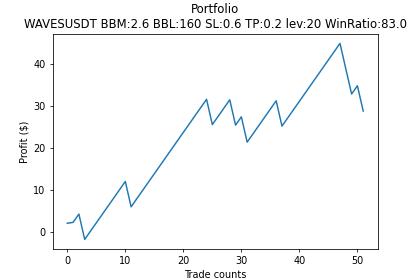 Portfolio
WAVESUSDT BBM:2.6 BBL:160 SL:0.6 TP:0.2 lev:20 WinRatio:83.0
40
30
20
10
0
Profit ($)
0 10 20 30 40 50
Trade counts